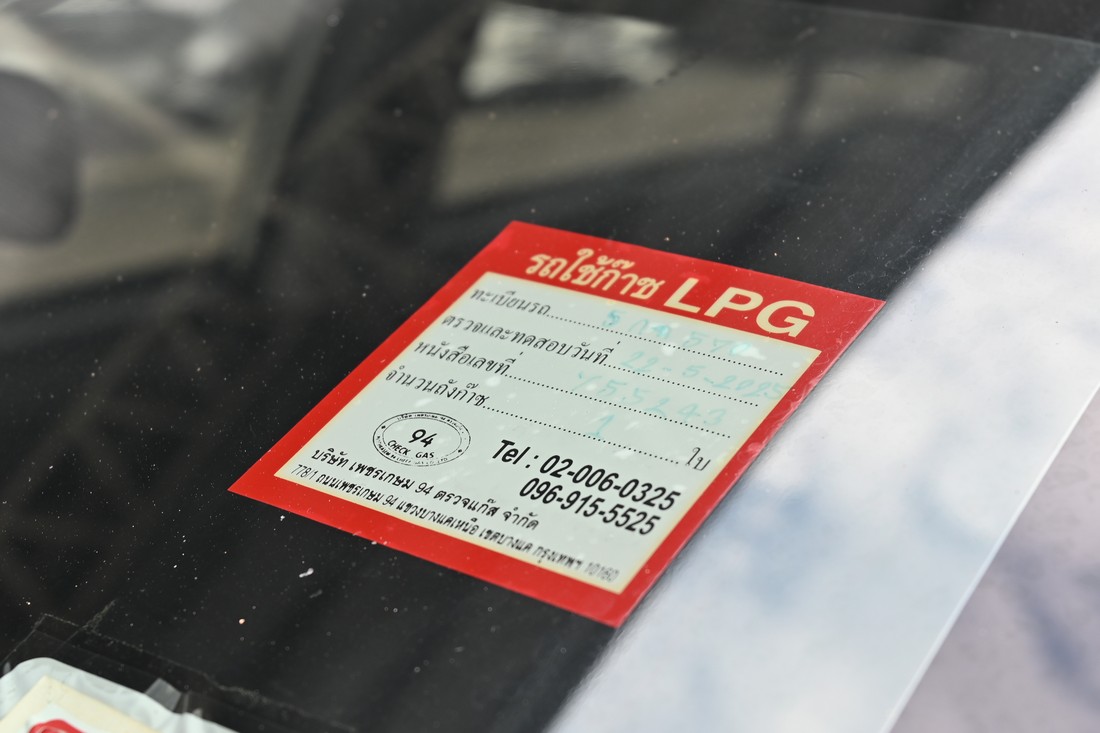 รถใช้ก๊าซ LPG
ทะเบียนรถ
ตรวจและทดสอบวันที่ 22-6-2025
หนังสือเลขที่
จำนวนถังก๊าซ 1 ใบ
94
CHECK GAS
Tel : 02-006-0325
096-915-5525
บริษัท เพชรเกษม 94 ตรวจแก๊ส จำกัด
778/1 ถนนเพชรเกษม 94 แขวงบางแคเหนือ เขตบางแค กรุงเทพฯ 10160